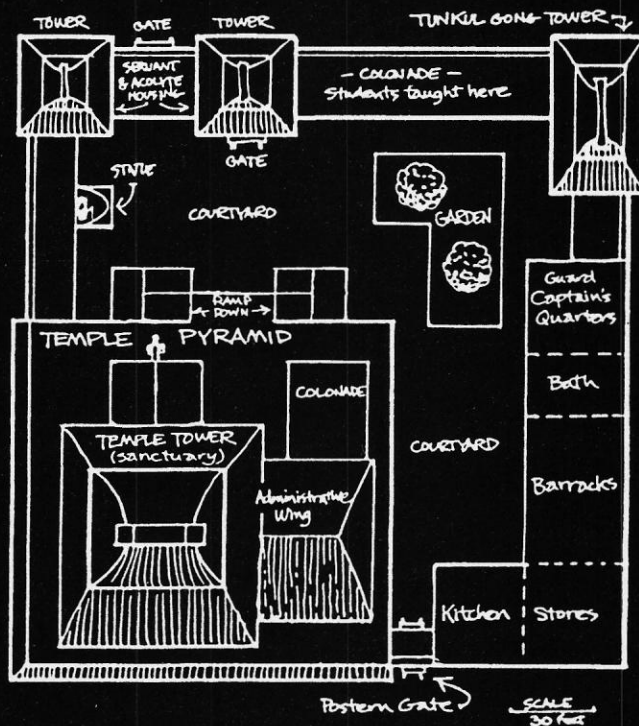 TOWER
GATE
TOWER
TUNKUL GONG TOWER
SERVANT
& ACOLYTE
HOUSING
— COLONADE —
Students taught here
GATE
STATUE
COURTYARD
GARDEN
RAMP
DOWN
Guard
Captain's
Quarters
TEMPLE PYRAMID
Bath
COLONADE
TEMPLE TOWER
(sanctuary)
COURTYARD
Administrative
Wing
Barracks
Kitchen
Stores
Postern Gate
SCALE
30 feet